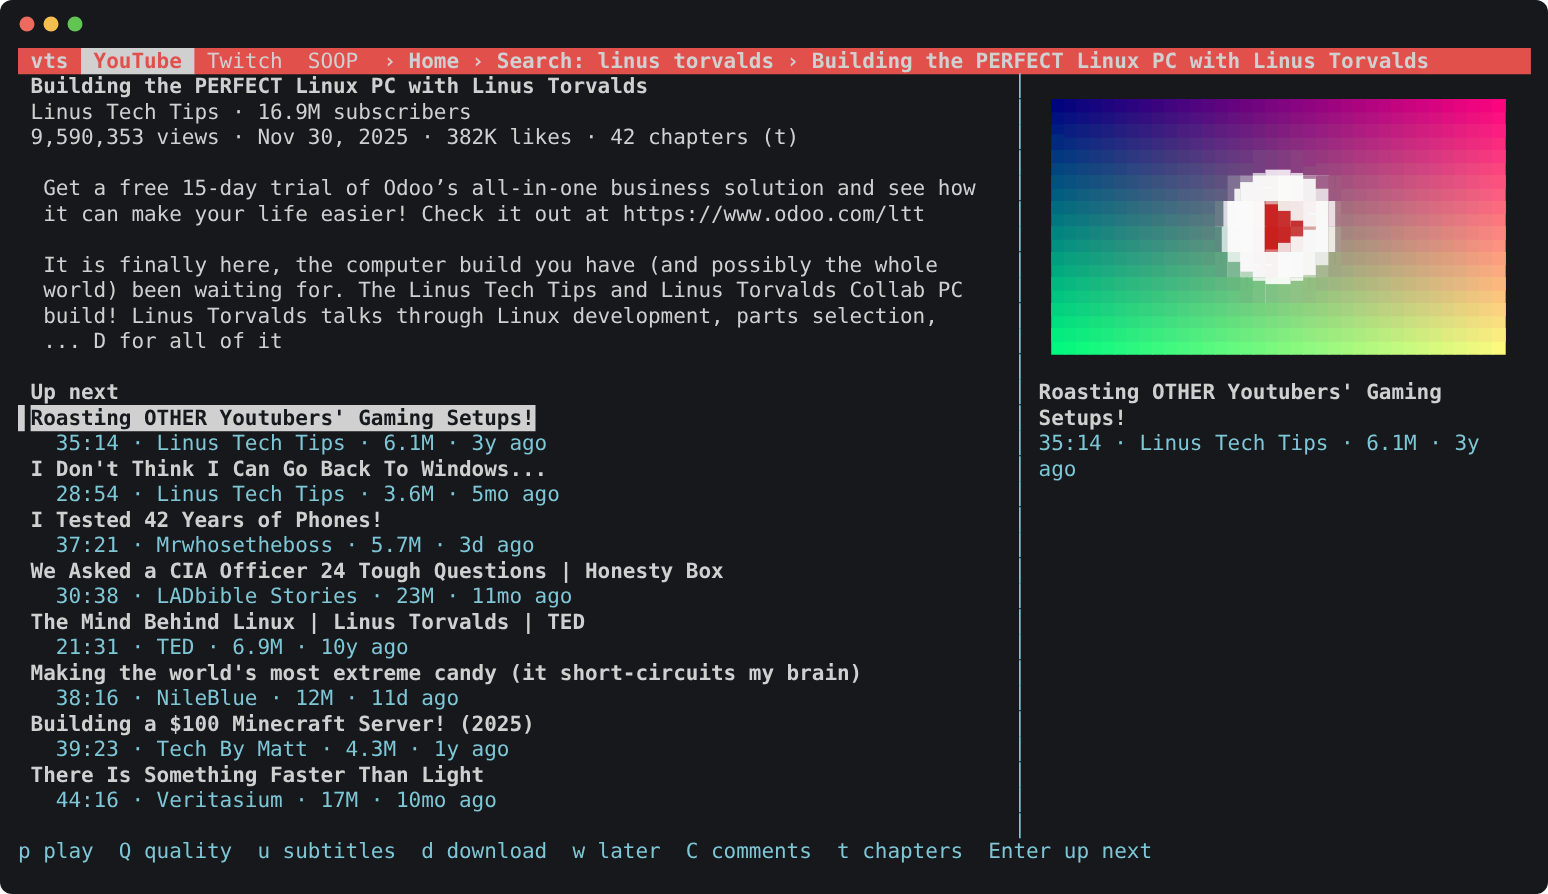 vts YouTube Twitch SOOP › Home › Search: linus torvalds › Building the PERFECT Linux PC with Linus Torvalds
Building the PERFECT Linux PC with Linus Torvalds
Linus Tech Tips · 16.9M subscribers
9,590,353 views · Nov 30, 2025 · 382K likes · 42 chapters (t)
Get a free 15-day trial of Odoo’s all-in-one business solution and see how
it can make your life easier! Check it out at https://www.odoo.com/ltt
It is finally here, the computer build you have (and possibly the whole
world) been waiting for. The Linus Tech Tips and Linus Torvalds Collab PC
build! Linus Torvalds talks through Linux development, parts selection,
... D for all of it
Up next
Roasting OTHER Youtubers' Gaming Setups!
35:14 · Linus Tech Tips · 6.1M · 3y ago
I Don't Think I Can Go Back To Windows...
28:54 · Linus Tech Tips · 3.6M · 5mo ago
I Tested 42 Years of Phones!
37:21 · Mrwhosetheboss · 5.7M · 3d ago
We Asked a CIA Officer 24 Tough Questions | Honesty Box
30:38 · LADbible Stories · 23M · 11mo ago
The Mind Behind Linux | Linus Torvalds | TED
21:31 · TED · 6.9M · 10y ago
Making the world's most extreme candy (it short-circuits my brain)
38:16 · NileBlue · 12M · 11d ago
Building a $100 Minecraft Server! (2025)
39:23 · Tech By Matt · 4.3M · 1y ago
There Is Something Faster Than Light
44:16 · Veritasium · 17M · 10mo ago
Roasting OTHER Youtubers' Gaming
Setups!
35:14 · Linus Tech Tips · 6.1M · 3y
ago
p play Q quality u subtitles d download w later C comments t chapters Enter up next